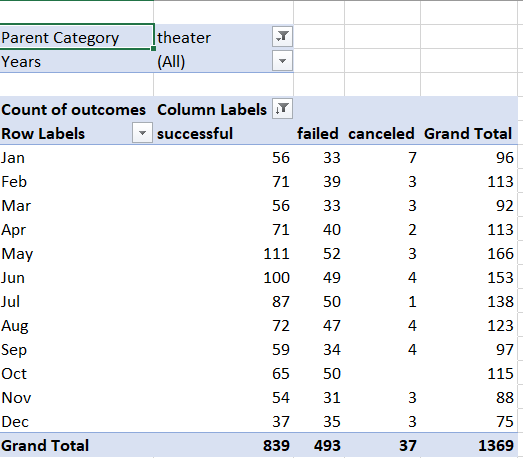 Parent Category theater
Years (All)
Count of outcomes Column Labels
Row Labels successful failed canceled Grand Total
Jan 56 33 7 96
Feb 71 39 3 113
Mar 56 33 3 92
Apr 71 40 2 113
May 111 52 3 166
Jun 100 49 4 153
Jul 87 50 1 138
Aug 72 47 4 123
Sep 59 34 4 97
Oct 65 50 115
Nov 54 31 3 88
Dec 37 35 3 75
Grand Total 839 493 37 1369